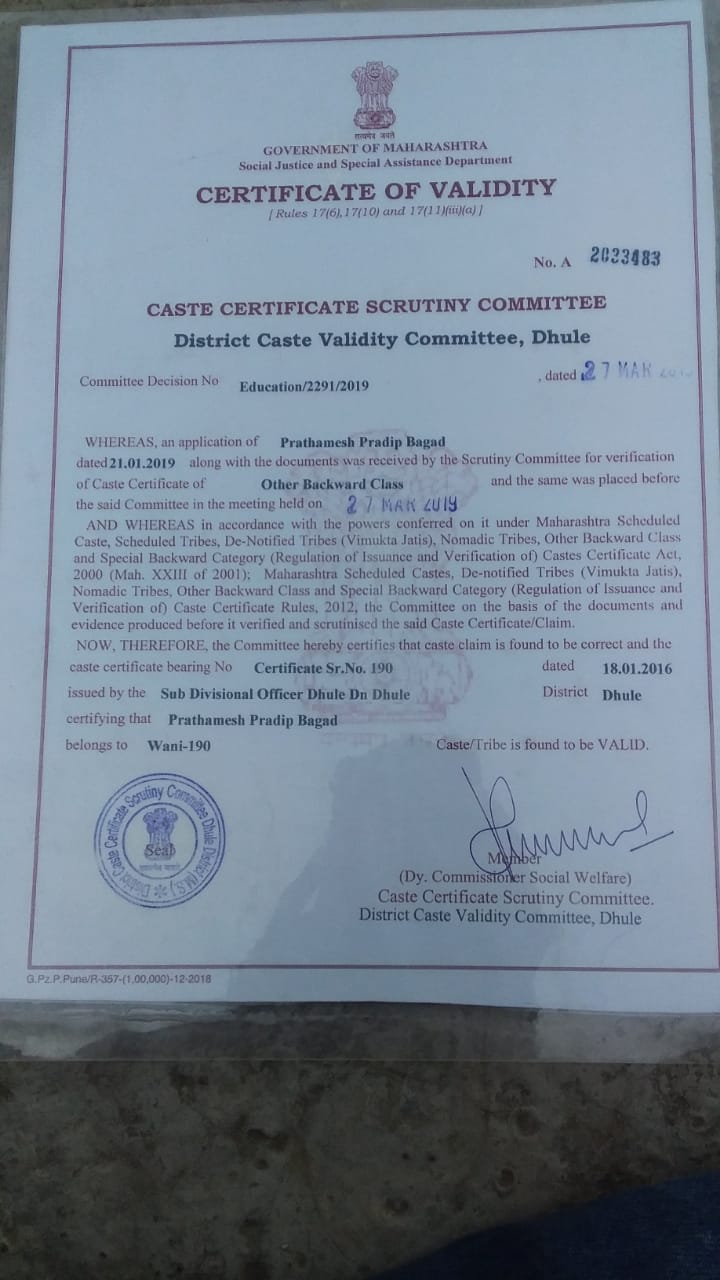 सत्यमेव जयते
GOVERNMENT OF MAHARASHTRA
Social Justice and Special Assistance Department
CERTIFICATE OF VALIDITY
[ Rules 17(6), 17(10) and 17(11)(iii)(a) ]
No. A 2023483
CASTE CERTIFICATE SCRUTINY COMMITTEE
District Caste Validity Committee, Dhule
Committee Decision No Education/2291/2019 , dated 27 MAR
WHEREAS, an application of Prathamesh Pradip Bagad
dated 21.01.2019 along with the documents was received by the Scrutiny Committee for verification
of Caste Certificate of Other Backward Class and the same was placed before
the said Committee in the meeting held on 27 MAR 2019
AND WHEREAS in accordance with the powers conferred on it under Maharashtra Scheduled
Caste, Scheduled Tribes, De-Notified Tribes (Vimukta Jatis), Nomadic Tribes, Other Backward Class
and Special Backward Category (Regulation of Issuance and Verification of) Castes Certificate Act,
2000 (Mah. XXIII of 2001); Maharashtra Scheduled Castes, De-notified Tribes (Vimukta Jatis),
Nomadic Tribes, Other Backward Class and Special Backward Category (Regulation of Issuance and
Verification of) Caste Certificate Rules, 2012, the Committee on the basis of the documents and
evidence produced before it verified and scrutinised the said Caste Certificate/Claim.
NOW, THEREFORE, the Committee hereby certifies that caste claim is found to be correct and the
caste certificate bearing No Certificate Sr.No. 190 dated 18.01.2016
issued by the Sub Divisional Officer Dhule Dn Dhule District Dhule
certifying that Prathamesh Pradip Bagad
belongs to Wani-190 Caste/Tribe is found to be VALID.
District Caste Certificate Scrutiny Committee Dhule District (M.S.)
Seal
Member
(Dy. Commissioner Social Welfare)
Caste Certificate Scrutiny Committee.
District Caste Validity Committee, Dhule
G.Pz.P.Pune/R-357-(1,00,000)-12-2018